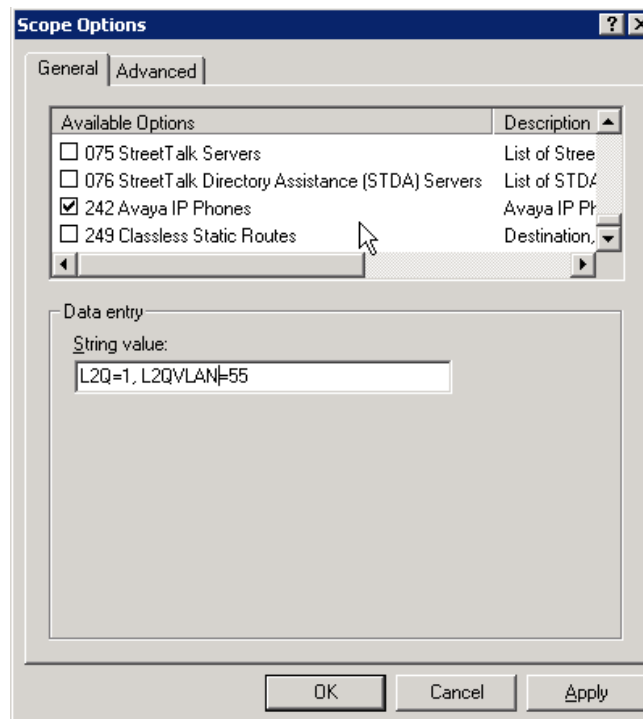 Scope Options
General Advanced
Available Options Description
075 StreetTalk Servers List of Stree
076 StreetTalk Directory Assistance (STDA) Servers List of STDA
242 Avaya IP Phones Avaya IP Ph
249 Classless Static Routes Destination,
Data entry
String value:
L2Q=1, L2QVLAN=55
OK Cancel Apply